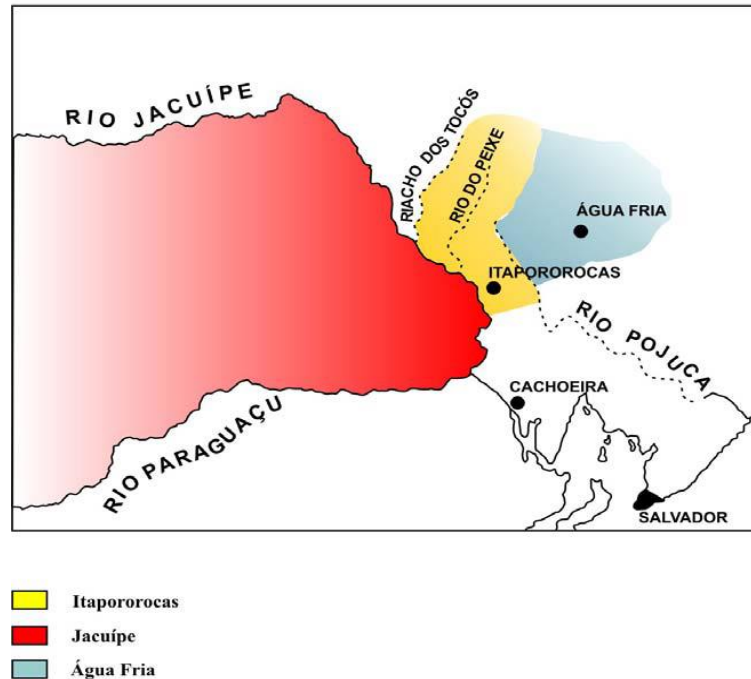 RIO JACUÍPE
RIACHO DOS TOCÓS
RIO DO PEIXE
ÁGUA FRIA
ITAPOROROCAS
RIO POJUCA
CACHOEIRA
RIO PARAGUAÇU
SALVADOR
Itapororocas
Jacuípe
Água Fria